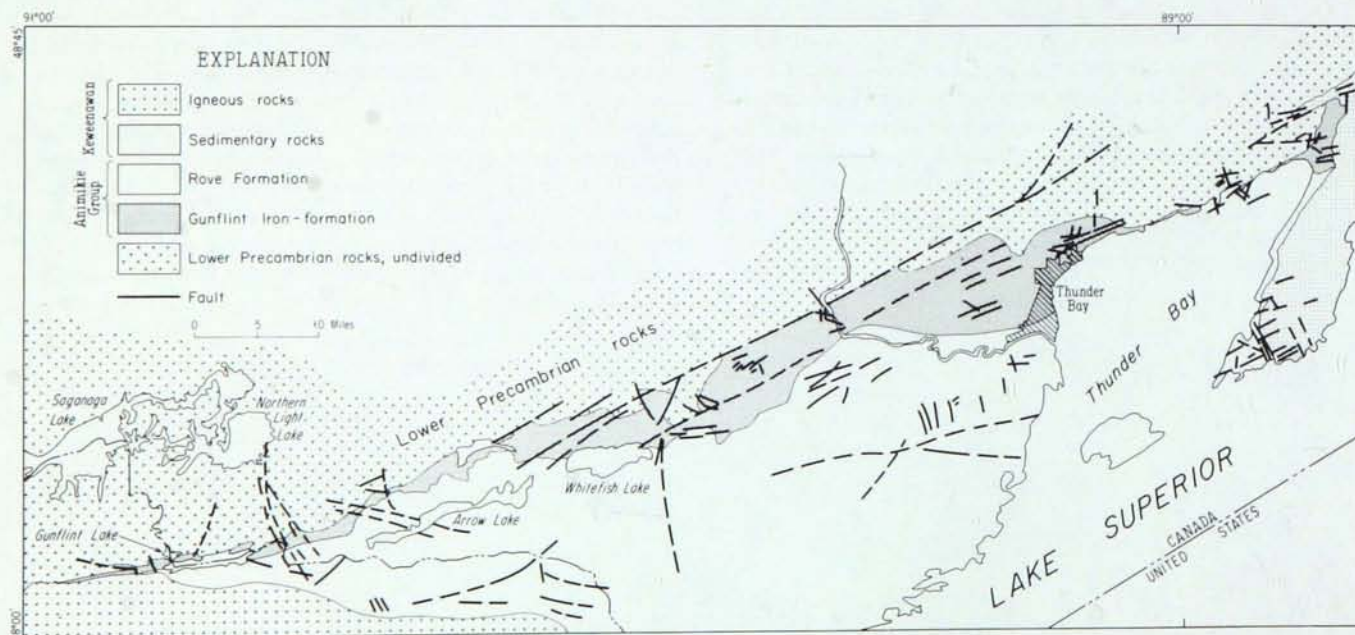 91°00'
89°00'
48°45'
EXPLANATION
Keweenawan
Igneous rocks
Sedimentary rocks
Animikie
Group
Rove Formation
Gunflint Iron-formation
Lower Precambrian rocks, undivided
Fault
0 5 10 Miles
Thunder
Bay
Thunder Bay
Lower Precambrian rocks
Saganaga
Lake
Northern
Light
Lake
Whitefish Lake
Arrow Lake
Gunflint Lake
LAKE SUPERIOR
CANADA
UNITED STATES
8°00'